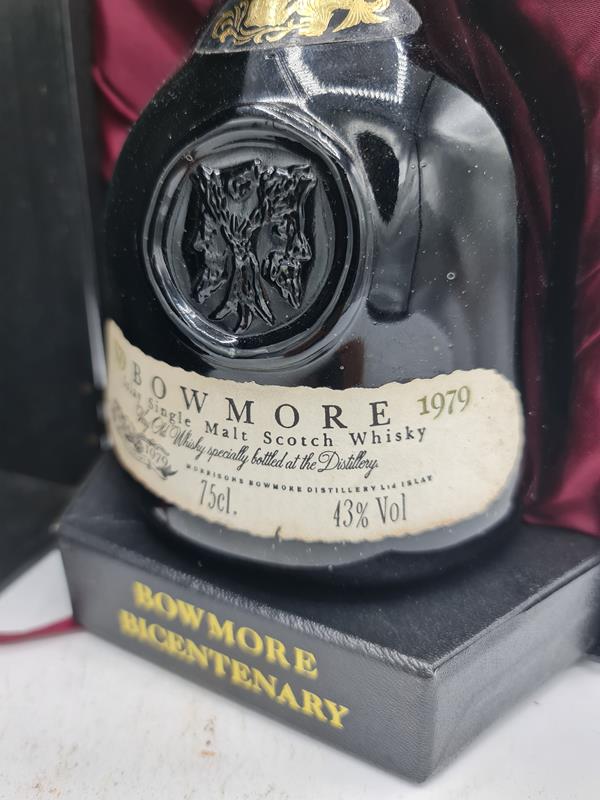 BOWMORE 1979
Islay Single Malt Scotch Whisky
Very Old Whisky specially bottled at the Distillery.
MORRISONS BOWMORE DISTILLERY Ltd ISLAY
75cl. 43% Vol
BOWMORE
BICENTENARY